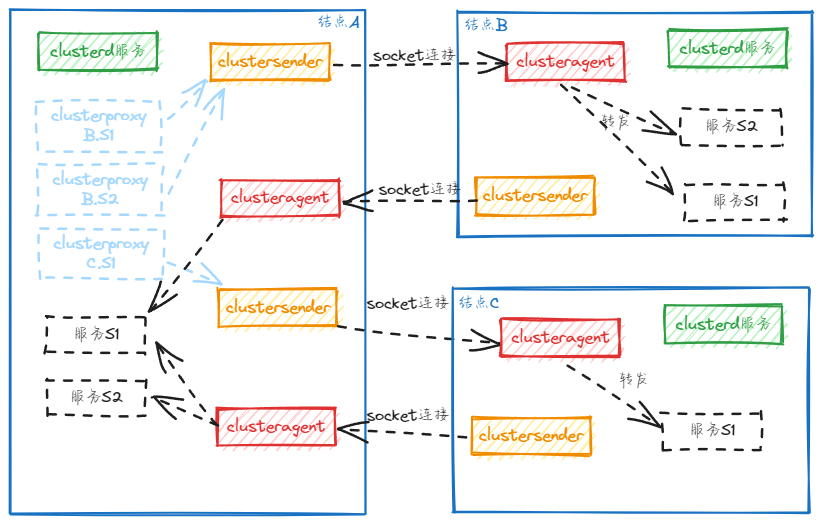 结点A
clusterd服务
clustersender
clusterproxy
B.S1
clusterproxy
B.S2
clusterproxy
C.S1
clusteragent
clustersender
服务S1
服务S2
clusteragent
socket连接
socket连接
socket连接
socket连接
结点B
clusteragent
clusterd服务
转发
服务S2
服务S1
clustersender
结点C
clusteragent
clusterd服务
转发
服务S1
clustersender